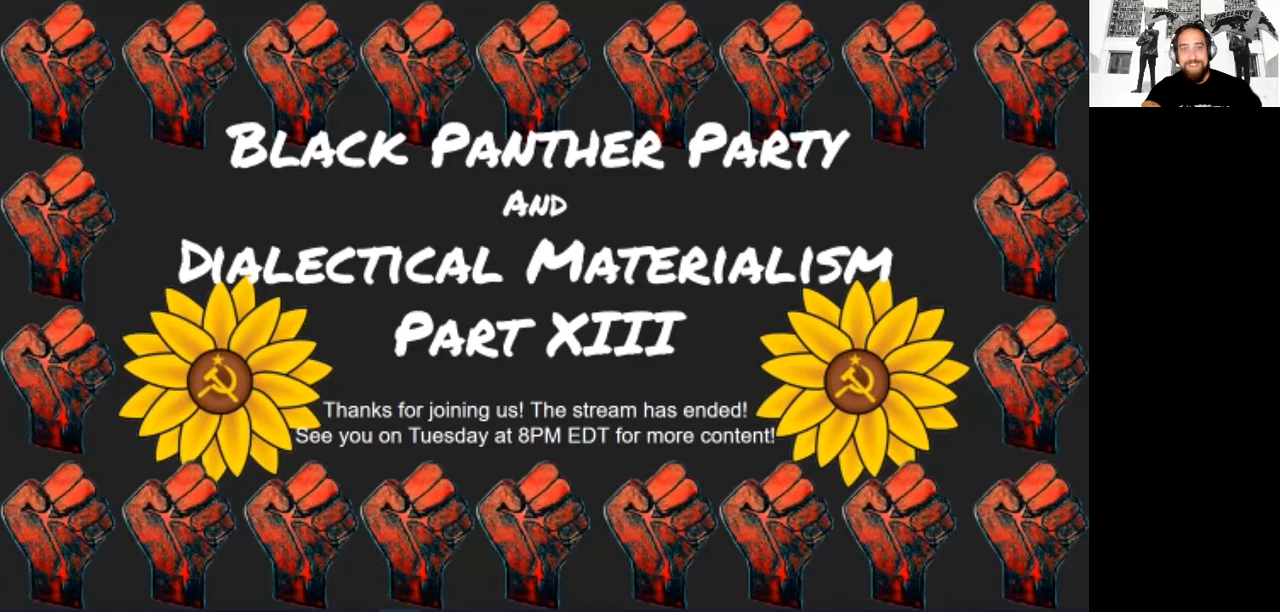 Black Panther Party
And
Dialectical Materialism
Part XIII
Thanks for joining us! The stream has ended!
See you on Tuesday at 8PM EDT for more content!